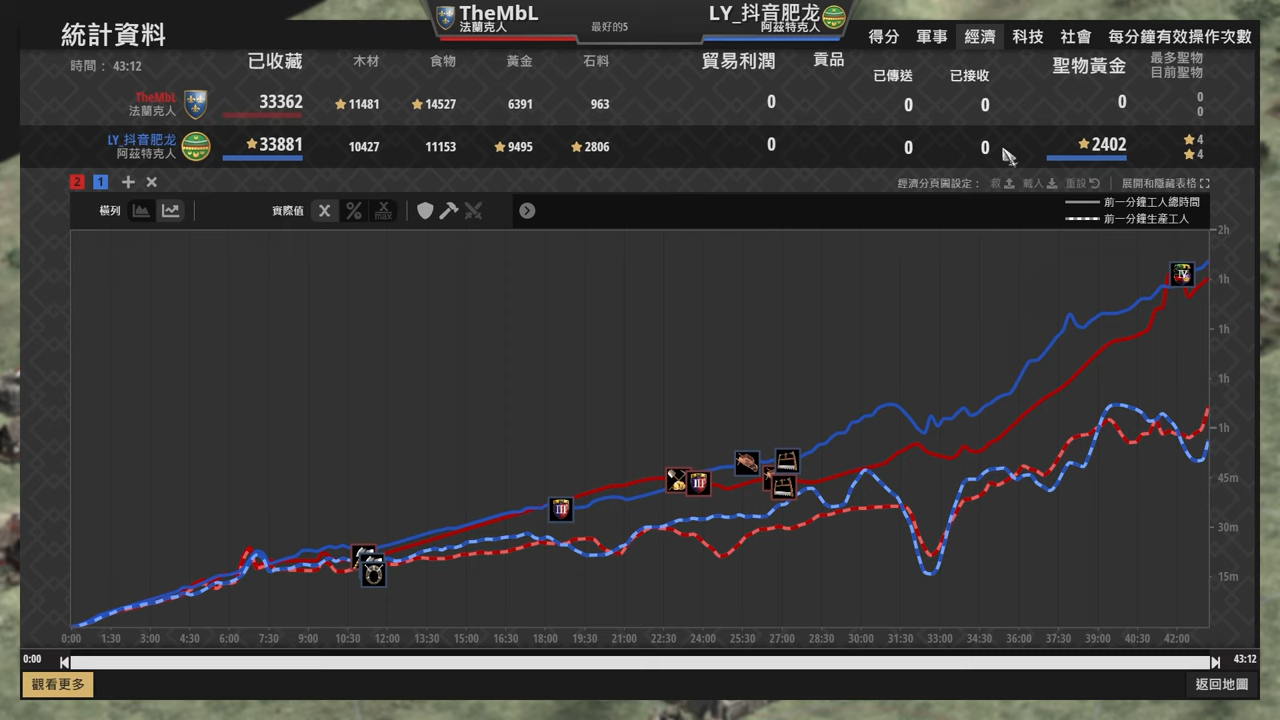 TheMbL
法蘭克人
最好的5
LY_抖音肥龙
阿茲特克人
統計資料
得分 軍事 經濟 科技 社會 每分鐘有效操作次數
時間： 43:12
已收藏 木材 食物 黃金 石料 貿易利潤 貢品 已傳送 已接收 聖物黃金 最多聖物
目前聖物
TheMbL
法蘭克人
33362 11481 14527 6391 963 0 0 0 0 0
0
LY_抖音肥龙
阿茲特克人
33881 10427 11153 9495 2806 0 0 0 2402 4
4
2 1
經濟分頁圖設定： 載入 重設 展開和隱藏表格
橫列 實際值 X % X max
前一分鐘工人總時間
前一分鐘生產工人
2h
1h
1h
1h
1h
45m
30m
15m
III III IV
0:00 1:30 3:00 4:30 6:00 7:30 9:00 10:30 12:00 13:30 15:00 16:30 18:00 19:30 21:00 22:30 24:00 25:30 27:00 28:30 30:00 31:30 33:00 34:30 36:00 37:30 39:00 40:30 42:00
0:00 43:12
觀看更多 返回地圖